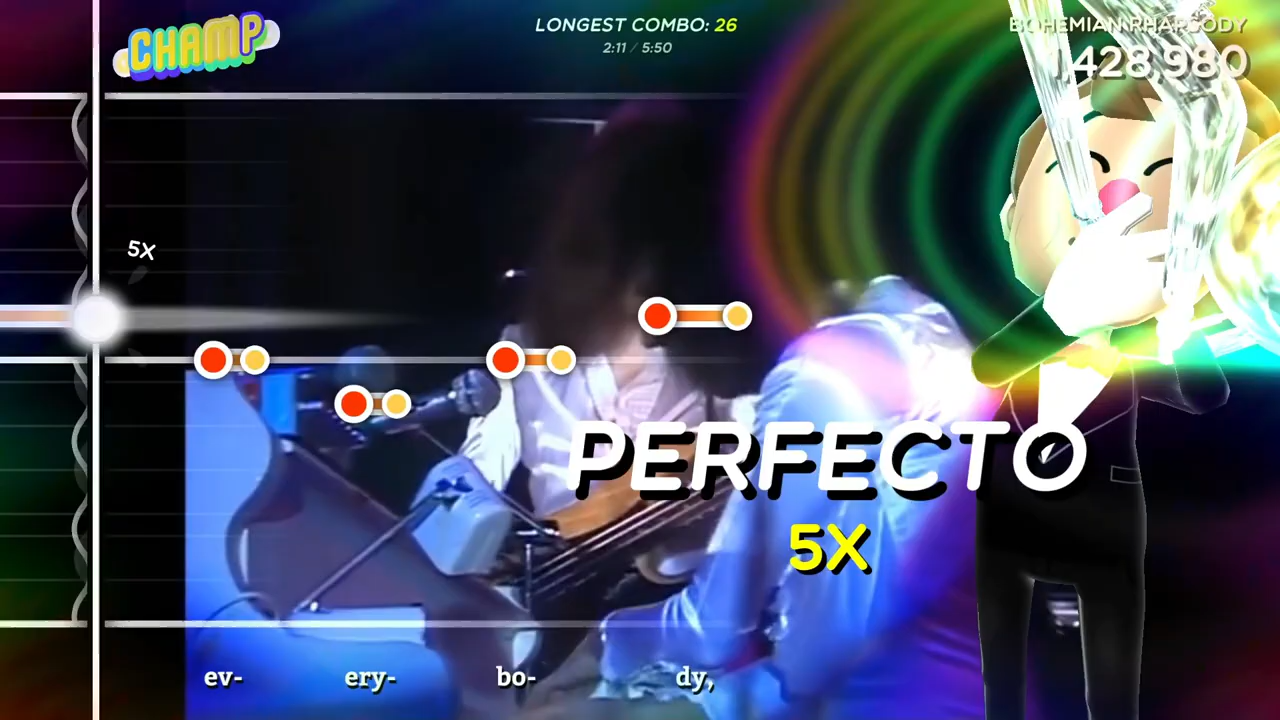 CHAMP
LONGEST COMBO: 26
2:11 / 5:50
BOHEMIAN RHAPSODY
1,428,980
5X
PERFECTO
5X
ev- ery- bo- dy,